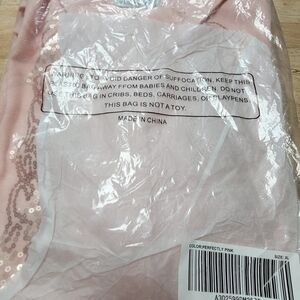 WARNING: TO AVOID DANGER OF SUFFOCATION, KEEP THIS
PLASTIC BAG AWAY FROM BABIES AND CHILDREN. DO NOT
USE THIS BAG IN CRIBS, BEDS, CARRIAGES, OR PLAYPENS.
THIS BAG IS NOT A TOY.
MADE IN CHINA
COLOR:PERFECTLY PINK
SIZE: XL